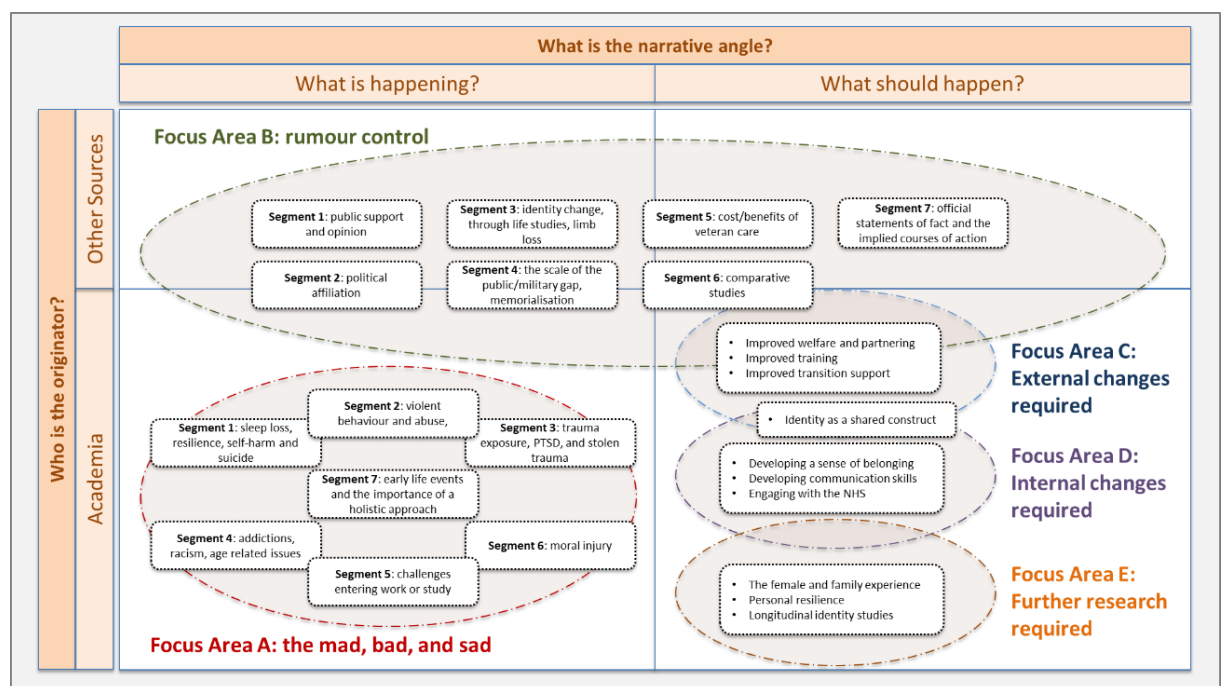 What is the narrative angle?
What is happening?
What should happen?
Who is the originator?
Other Sources
Academia
Focus Area B: rumour control
Segment 1: public support
and opinion
Segment 3: identity change,
through life studies, limb
loss
Segment 5: cost/benefits of
veteran care
Segment 7: official
statements of fact and the
implied courses of action
Segment 2: political
affiliation
Segment 4: the scale of the
public/military gap,
memorialisation
Segment 6: comparative
studies
• Improved welfare and partnering
• Improved training
• Improved transition support
Focus Area C:
External changes
required
• Identity as a shared construct
• Developing a sense of belonging
• Developing communication skills
• Engaging with the NHS
Focus Area D:
Internal changes
required
• The female and family experience
• Personal resilience
• Longitudinal identity studies
Focus Area E:
Further research
required
Segment 2: violent
behaviour and abuse,
Segment 1: sleep loss,
resilience, self-harm and
suicide
Segment 3: trauma
exposure, PTSD, and stolen
trauma
Segment 7: early life events
and the importance of a
holistic approach
Segment 4: addictions,
racism, age related issues
Segment 6: moral injury
Segment 5: challenges
entering work or study
Focus Area A: the mad, bad, and sad